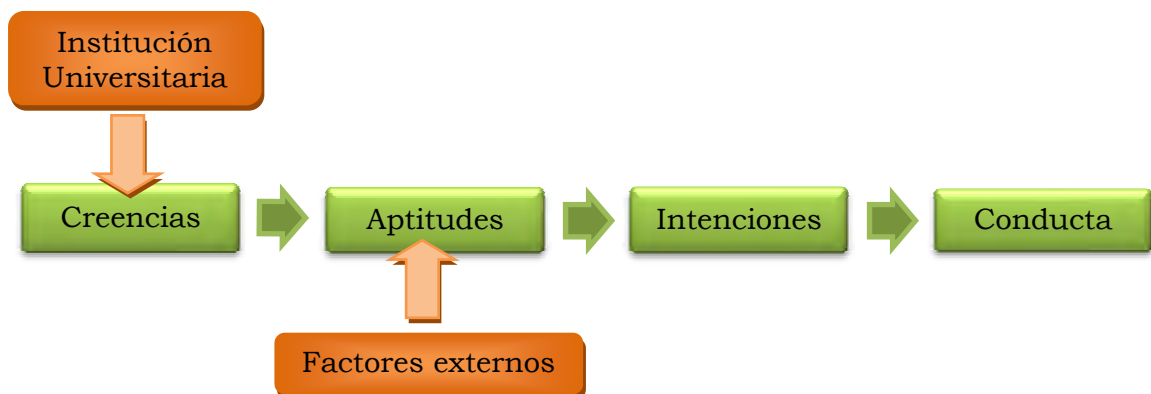 Institución
Universitaria
Creencias
Aptitudes
Intenciones
Conducta
Factores externos